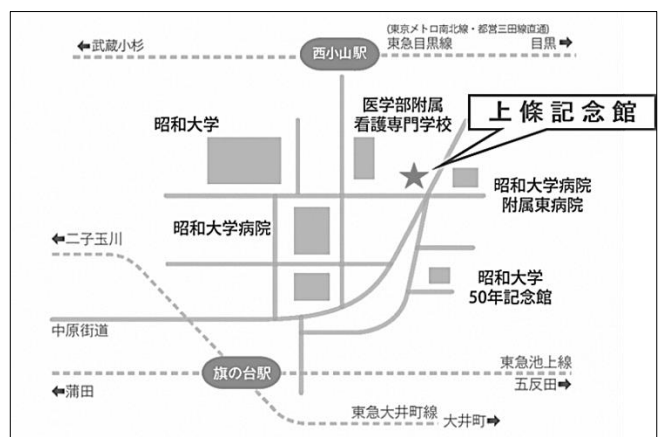 (東京メトロ南北線・都営三田線直通)
←武蔵小杉
西小山駅
東急目黒線
目黒→
上條記念館
医学部附属
看護専門学校
昭和大学
昭和大学病院
附属東病院
昭和大学病院
←二子玉川
昭和大学
50年記念館
中原街道
旗の台駅
東急池上線
←蒲田
五反田→
東急大井町線
大井町→